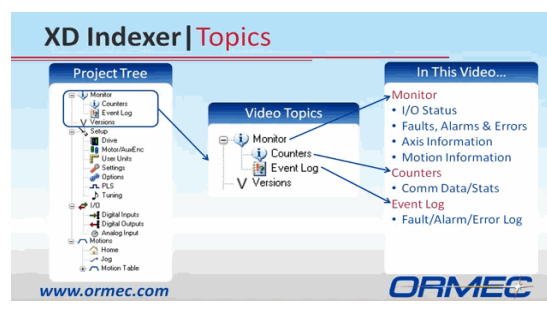 XD Indexer|Topics
Project Tree
Monitor
Counters
Event Log
Versions
Setup
Drive
Motor/AuxEnc
User Units
Settings
Options
PLS
Tuning
I/O
Digital Inputs
Digital Outputs
Analog Input
Motions
Home
Jog
Motion Table
Video Topics
Monitor
Counters
Event Log
Versions
In This Video...
Monitor
• I/O Status
• Faults, Alarms & Errors
• Axis Information
• Motion Information
Counters
• Comm Data/Stats
Event Log
• Fault/Alarm/Error Log
www.ormec.com
ORMEC